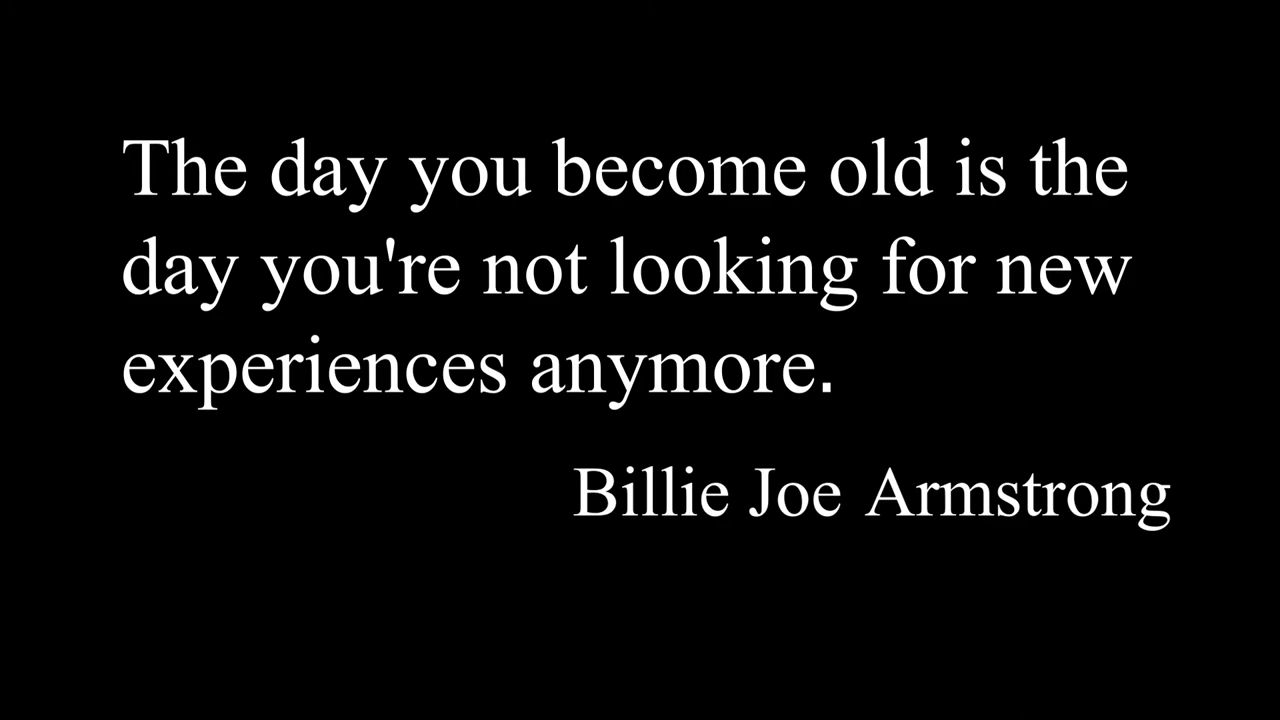 The day you become old is the
day you're not looking for new
experiences anymore.
Billie Joe Armstrong